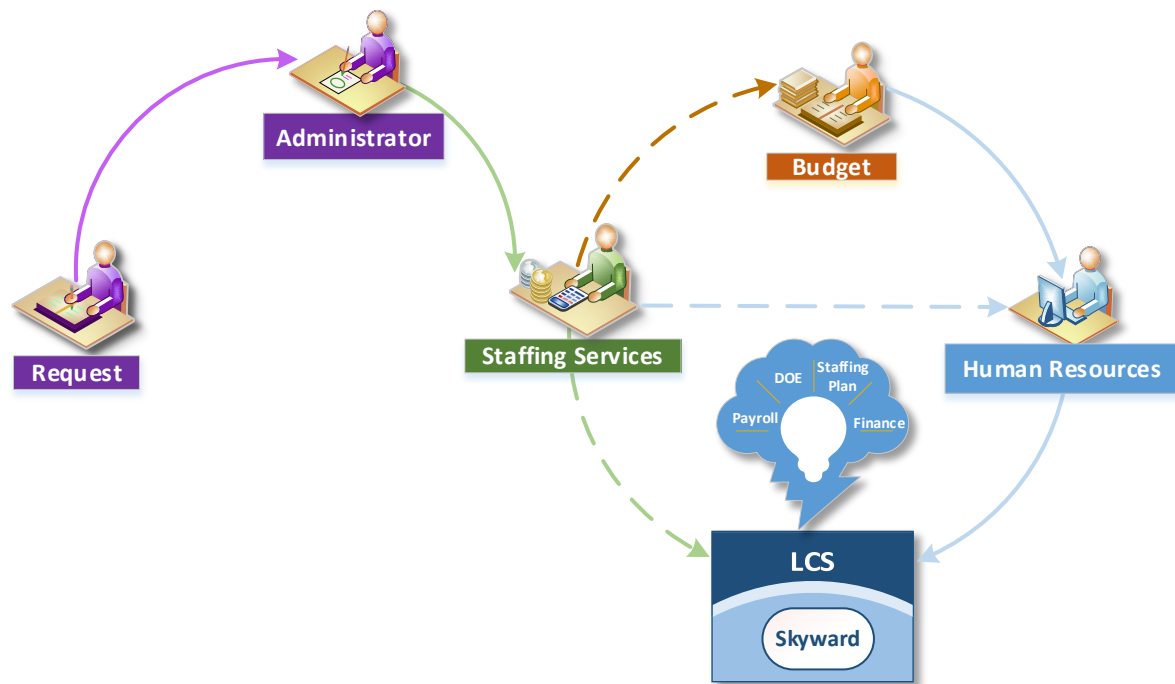 Administrator
Budget
Request
Staffing Services
Human Resources
DOE
Staffing
Plan
Payroll
Finance
LCS
Skyward